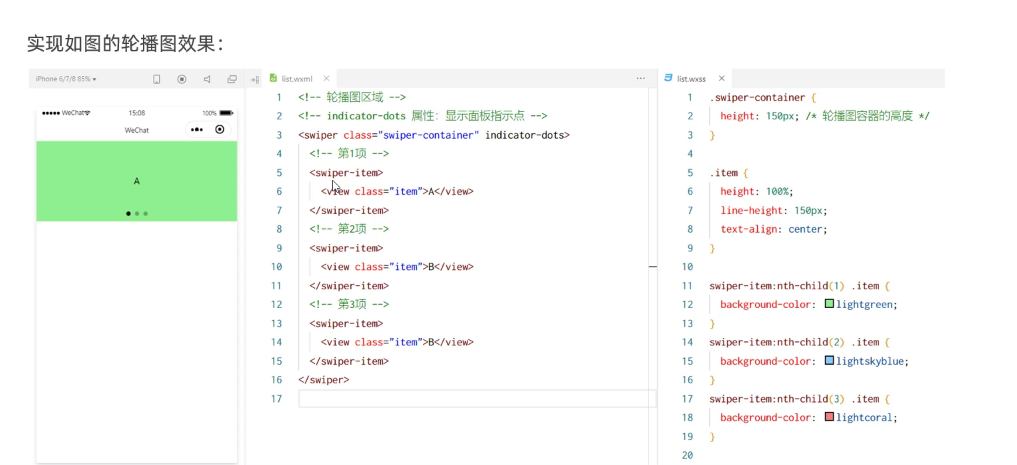 实现如图的轮播图效果：
iPhone 6/7/8 85%
WeChat
15:08
100%
WeChat
A
list.wxml
1 <!-- 轮播图区域 -->
2 <!-- indicator-dots 属性：显示面板指示点 -->
3 <swiper class="swiper-container" indicator-dots>
4 <!-- 第1项 -->
5 <swiper-item>
6 <view class="item">A</view>
7 </swiper-item>
8 <!-- 第2项 -->
9 <swiper-item>
10 <view class="item">B</view>
11 </swiper-item>
12 <!-- 第3项 -->
13 <swiper-item>
14 <view class="item">B</view>
15 </swiper-item>
16 </swiper>
17
list.wxss
1 .swiper-container {
2 height: 150px; /* 轮播图容器的高度 */
3 }
4
5 .item {
6 height: 100%;
7 line-height: 150px;
8 text-align: center;
9 }
10
11 swiper-item:nth-child(1) .item {
12 background-color: lightgreen;
13 }
14 swiper-item:nth-child(2) .item {
15 background-color: lightskyblue;
16 }
17 swiper-item:nth-child(3) .item {
18 background-color: lightcoral;
19 }
20